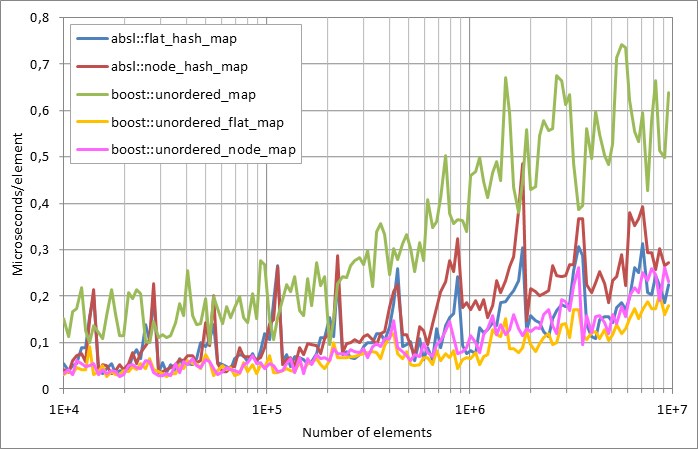 0,8
0,7
0,6
0,5
0,4
0,3
0,2
0,1
0
Microseconds/element
absl::flat_hash_map
absl::node_hash_map
boost::unordered_map
boost::unordered_flat_map
boost::unordered_node_map
1E+4 1E+5 1E+6 1E+7
Number of elements